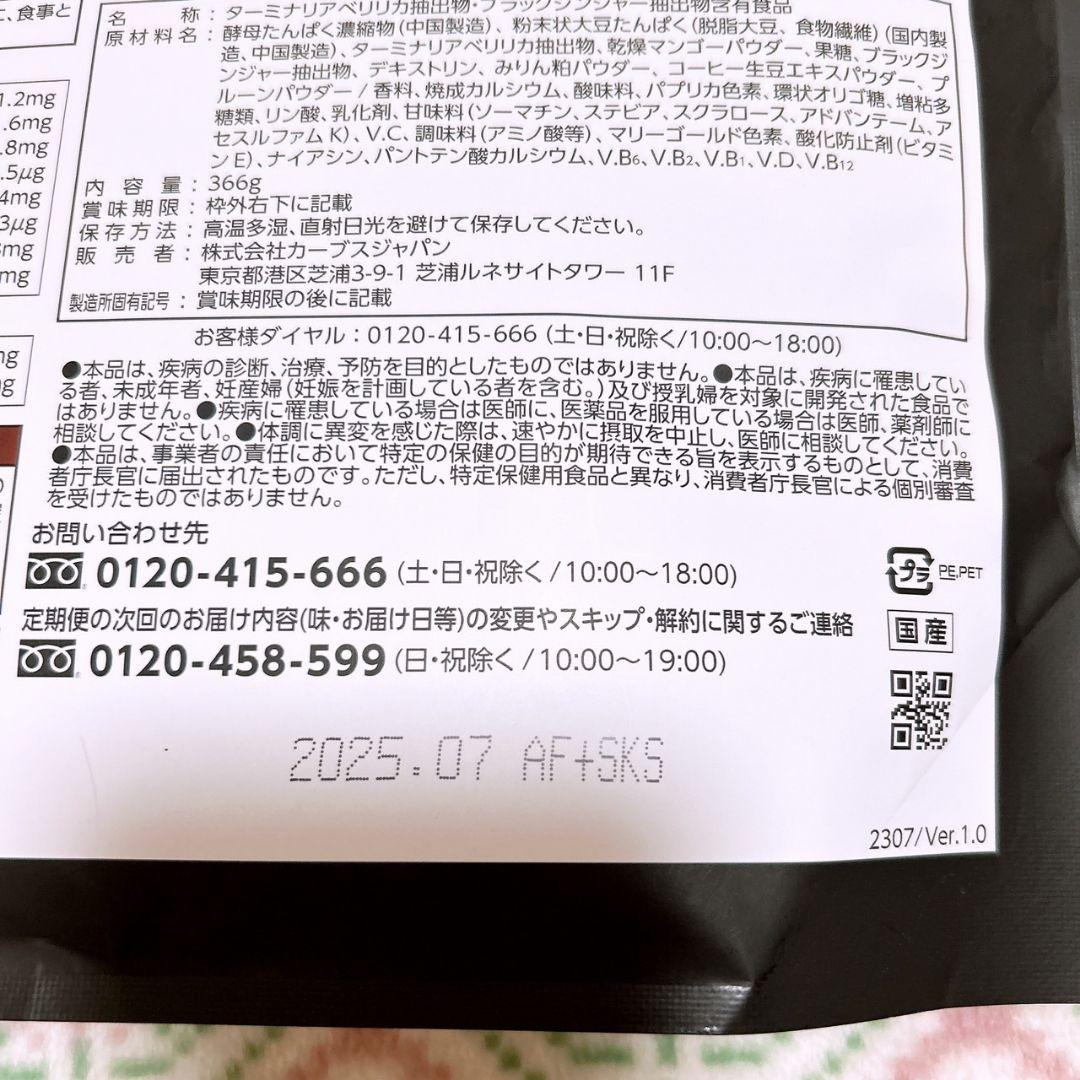 と、食事と
1.2mg
.6mg
.8mg
.5μg
4mg
3μg
mg
mg
名 称:ターミナリアベリリカ抽出物・ブラックジンジャー抽出物含有食品
原材料名:酵母たんぱく濃縮物(中国製造)、粉末状大豆たんぱく(脱脂大豆、食物繊維)(国内製
造、中国製造)、ターミナリアベリリカ抽出物、乾燥マンゴーパウダー、果糖、ブラックジ
ンジャー抽出物、デキストリン、みりん粕パウダー、コーヒー生豆エキスパウダー、プ
ルーンパウダー/香料、焼成カルシウム、酸味料、パプリカ色素、環状オリゴ糖、増粘多
糖類、リン酸、乳化剤、甘味料(ソーマチン、ステビア、スクラロース、アドバンテーム、ア
セスルファムK)、V.C、調味料(アミノ酸等)、マリーゴールド色素、酸化防止剤(ビタミ
ンE)、ナイアシン、パントテン酸カルシウム、V.B6、V.B2、V.B1、V.D、V.B12
内容量:366g
賞味期限:枠外右下に記載
保存方法:高温多湿、直射日光を避けて保存してください。
販売者:株式会社カーブスジャパン
東京都港区芝浦3-9-1 芝浦ルネサイトタワー 11F
製造所固有記号:賞味期限の後に記載
お客様ダイヤル:0120-415-666(土・日・祝除く/10:00〜18:00)
●本品は、疾病の診断、治療、予防を目的としたものではありません。●本品は、疾病に罹患してい
る者、未成年者、妊産婦(妊娠を計画している者を含む。)及び授乳婦を対象に開発された食品で
はありません。●疾病に罹患している場合は医師に、医薬品を服用している場合は医師、薬剤師に
相談してください。●体調に異変を感じた際は、速やかに摂取を中止し、医師に相談してください。
●本品は、事業者の責任において特定の保健の目的が期待できる旨を表示するものとして、消費
者庁長官に届出されたものです。ただし、特定保健用食品と異なり、消費者庁長官による個別審査
を受けたものではありません。
お問い合わせ先
0120-415-666(土・日・祝除く/10:00〜18:00)
定期便の次回のお届け内容(味・お届け日等)の変更やスキップ・解約に関するご連絡
0120-458-599(日・祝除く/10:00〜19:00)
プラ PE,PET
国産
2025.07 AF+SKS
2307/Ver.1.0